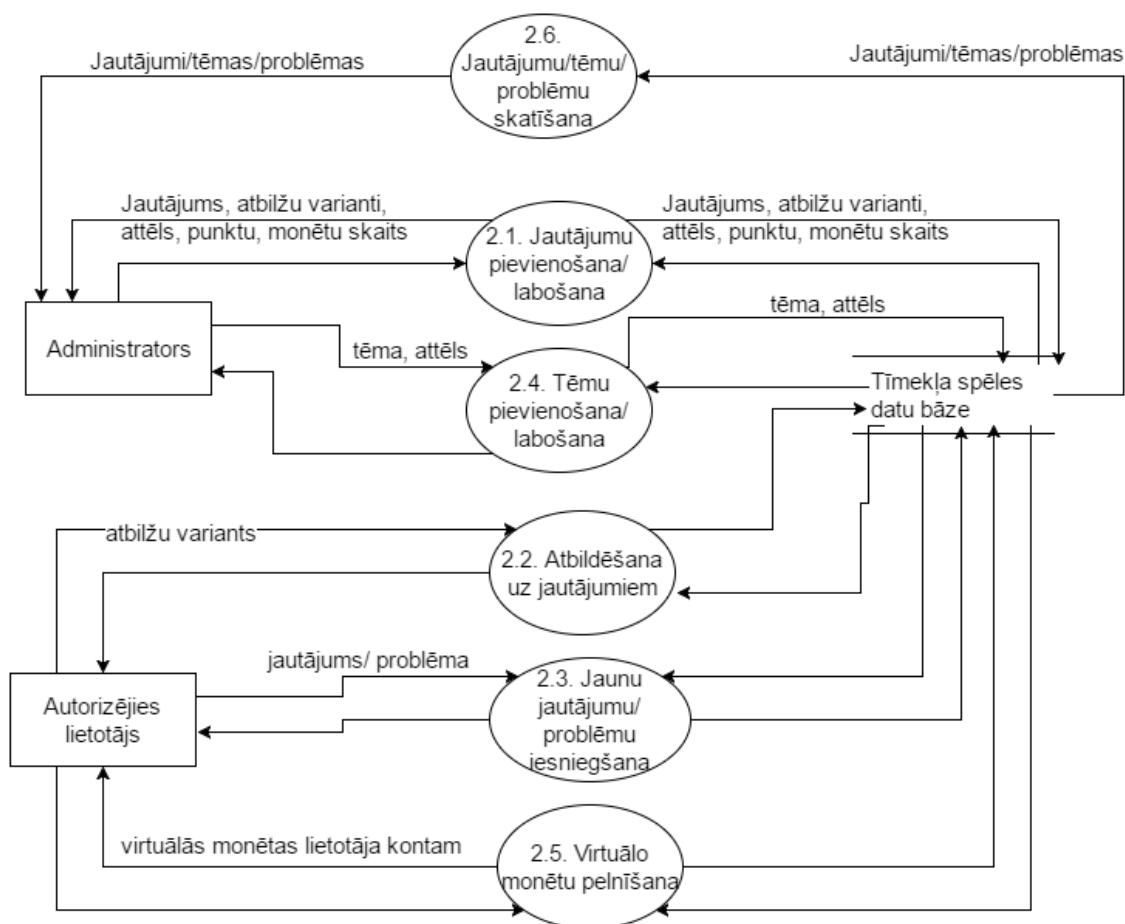 2.6.
Jautājumu/tēmu/
problēmu
skatīšana
Jautājumi/tēmas/problēmas
Jautājumi/tēmas/problēmas
Jautājums, atbilžu varianti,
attēls, punktu, monētu skaits
2.1. Jautājumu
pievienošana/
labošana
Jautājums, atbilžu varianti,
attēls, punktu, monētu skaits
Administrators
tēma, attēls
2.4. Tēmu
pievienošana/
labošana
tēma, attēls
Tīmekļa spēles
datu bāze
atbilžu variants
2.2. Atbildēšana
uz jautājumiem
jautājums/ problēma
Autorizējies
lietotājs
2.3. Jaunu
jautājumu/
problēmu
iesniegšana
virtuālās monētas lietotāja kontam
2.5. Virtuālo
monētu pelnīšana